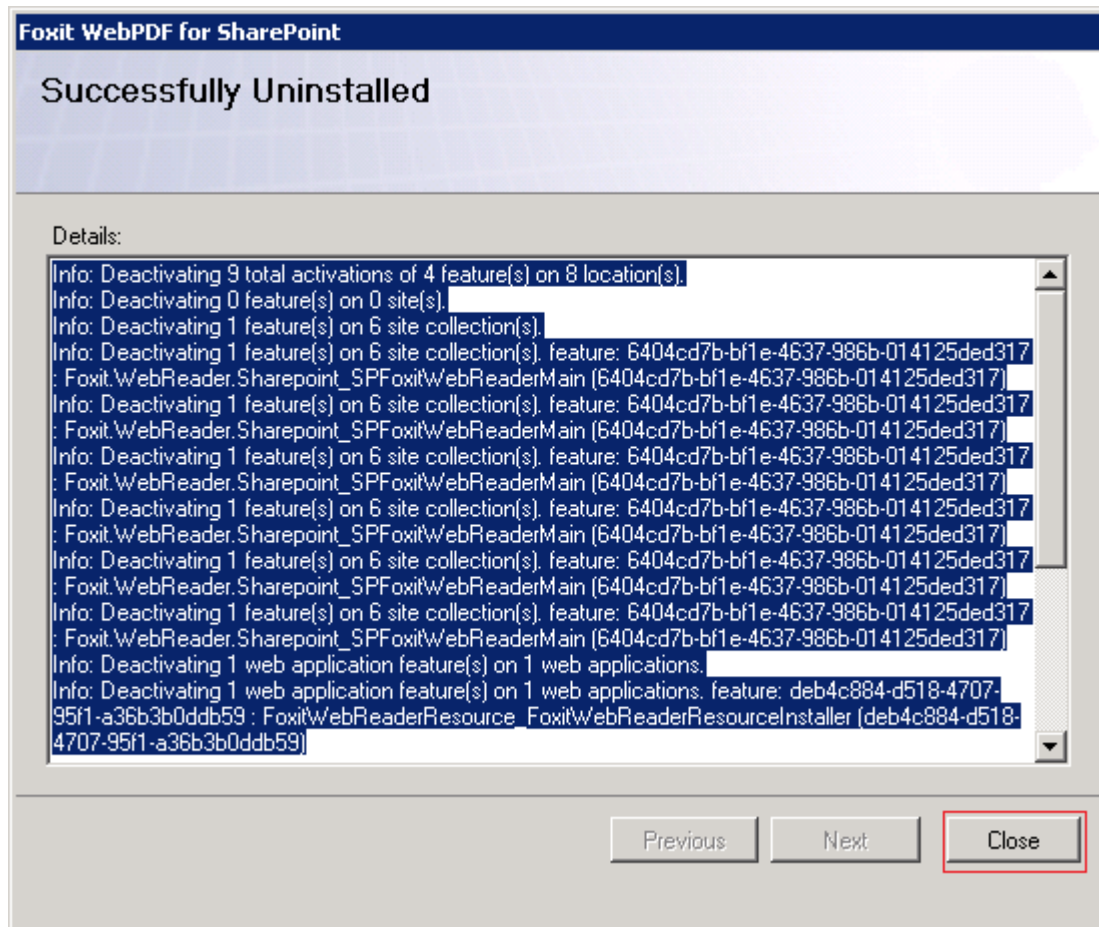 Foxit WebPDF for SharePoint
Successfully Uninstalled
Details:
Info: Deactivating 9 total activations of 4 feature(s) on 8 location(s).
Info: Deactivating 0 feature(s) on 0 site(s).
Info: Deactivating 1 feature(s) on 6 site collection(s).
Info: Deactivating 1 feature(s) on 6 site collection(s). feature: 6404cd7b-bf1e-4637-986b-014125ded317
: Foxit.WebReader.Sharepoint_SPFoxitWebReaderMain (6404cd7b-bf1e-4637-986b-014125ded317)
Info: Deactivating 1 feature(s) on 6 site collection(s). feature: 6404cd7b-bf1e-4637-986b-014125ded317
: Foxit.WebReader.Sharepoint_SPFoxitWebReaderMain (6404cd7b-bf1e-4637-986b-014125ded317)
Info: Deactivating 1 feature(s) on 6 site collection(s). feature: 6404cd7b-bf1e-4637-986b-014125ded317
: Foxit.WebReader.Sharepoint_SPFoxitWebReaderMain (6404cd7b-bf1e-4637-986b-014125ded317)
Info: Deactivating 1 feature(s) on 6 site collection(s). feature: 6404cd7b-bf1e-4637-986b-014125ded317
: Foxit.WebReader.Sharepoint_SPFoxitWebReaderMain (6404cd7b-bf1e-4637-986b-014125ded317)
Info: Deactivating 1 feature(s) on 6 site collection(s). feature: 6404cd7b-bf1e-4637-986b-014125ded317
: Foxit.WebReader.Sharepoint_SPFoxitWebReaderMain (6404cd7b-bf1e-4637-986b-014125ded317)
Info: Deactivating 1 feature(s) on 6 site collection(s). feature: 6404cd7b-bf1e-4637-986b-014125ded317
: Foxit.WebReader.Sharepoint_SPFoxitWebReaderMain (6404cd7b-bf1e-4637-986b-014125ded317)
Info: Deactivating 1 web application feature(s) on 1 web applications.
Info: Deactivating 1 web application feature(s) on 1 web applications. feature: deb4c884-d518-4707-
95f1-a36b3b0ddb59 : FoxitWebReaderResource_FoxitWebReaderResourceInstaller (deb4c884-d518-
4707-95f1-a36b3b0ddb59)
Previous Next Close